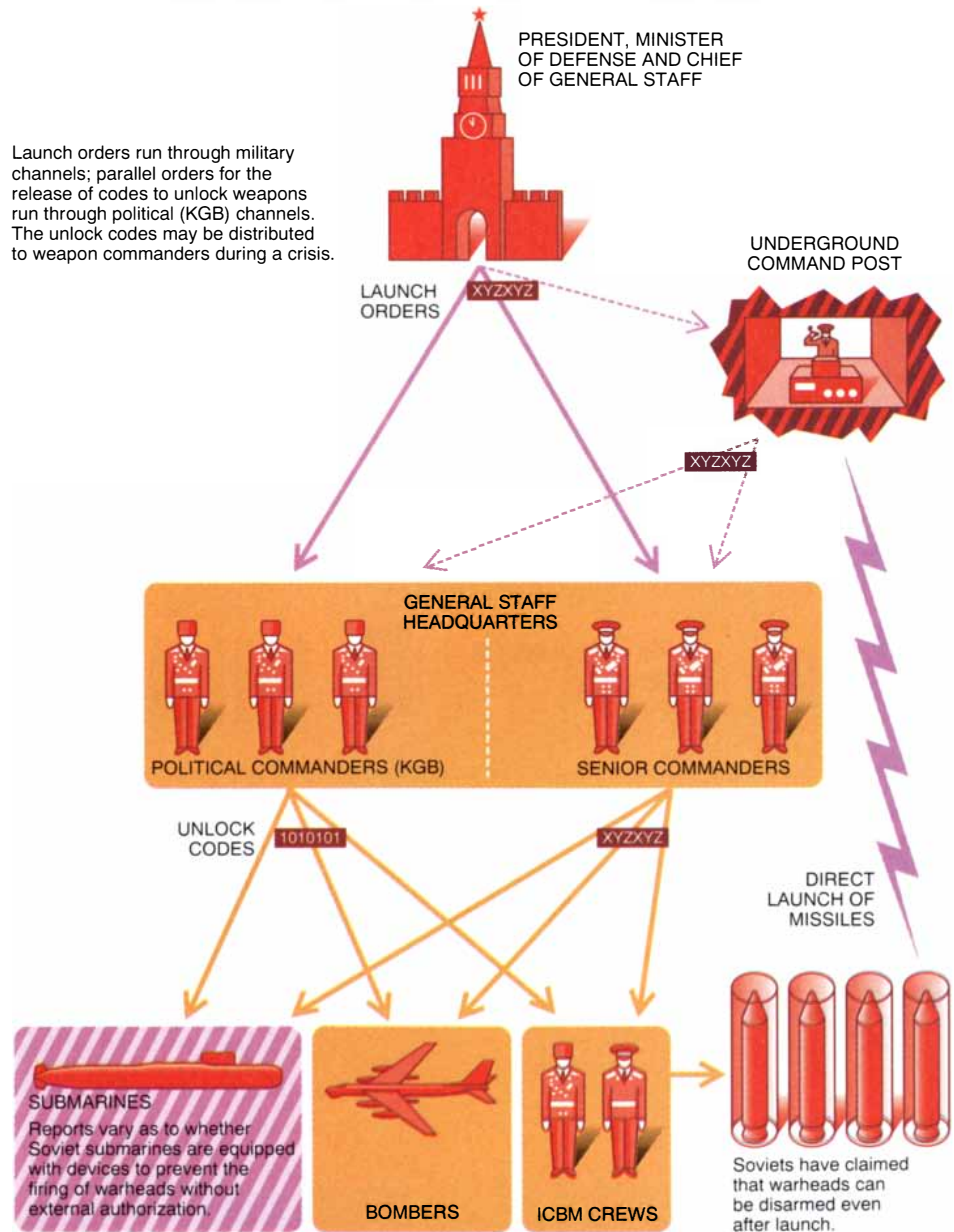 PRESIDENT, MINISTER
OF DEFENSE AND CHIEF
OF GENERAL STAFF
Launch orders run through military
channels; parallel orders for the
release of codes to unlock weapons
run through political (KGB) channels.
The unlock codes may be distributed
to weapon commanders during a crisis.
UNDERGROUND
COMMAND POST
LAUNCH
ORDERS
XYZXYZ
XYZXYZ
GENERAL STAFF
HEADQUARTERS
POLITICAL COMMANDERS (KGB)
SENIOR COMMANDERS
UNLOCK
CODES
1010101
XYZXYZ
DIRECT
LAUNCH OF
MISSILES
SUBMARINES
Reports vary as to whether
Soviet submarines are equipped
with devices to prevent the
firing of warheads without
external authorization.
BOMBERS
ICBM CREWS
Soviets have claimed
that warheads can
be disarmed even
after launch.